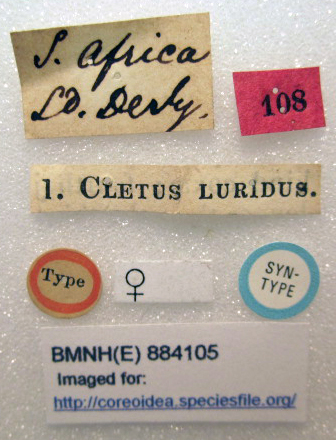 S. Africa
Ld. Derby.
108
1. CLETUS LURIDUS.
Type
♀
SYN-
TYPE
BMNH(E) 884105
Imaged for:
http://coreoidea.speciesfile.org/